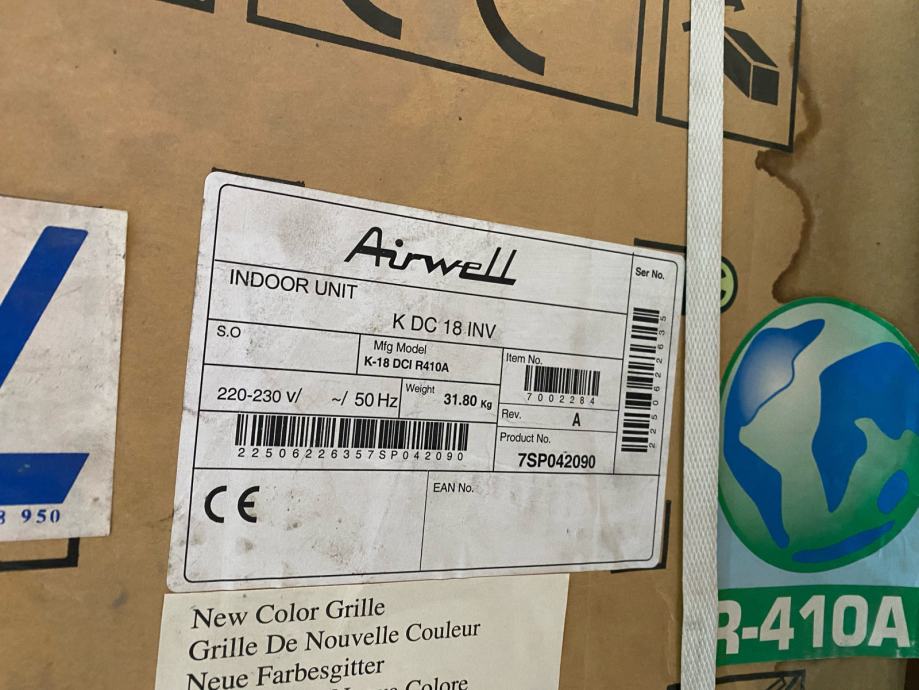 Airwell
Ser No.
INDOOR UNIT
K DC 18 INV
S.O
Mfg Model
K-18 DCI R410A
Item No.
7002284
220-230 V/ ~/ 50 Hz
Weight
31.80 Kg
Rev.
A
22506226357SP042090
Product No.
7SP042090
2250622635
CE
EAN No.
8 950
R-410A
New Color Grille
Grille De Nouvelle Couleur
Neue Farbesgitter
Colore